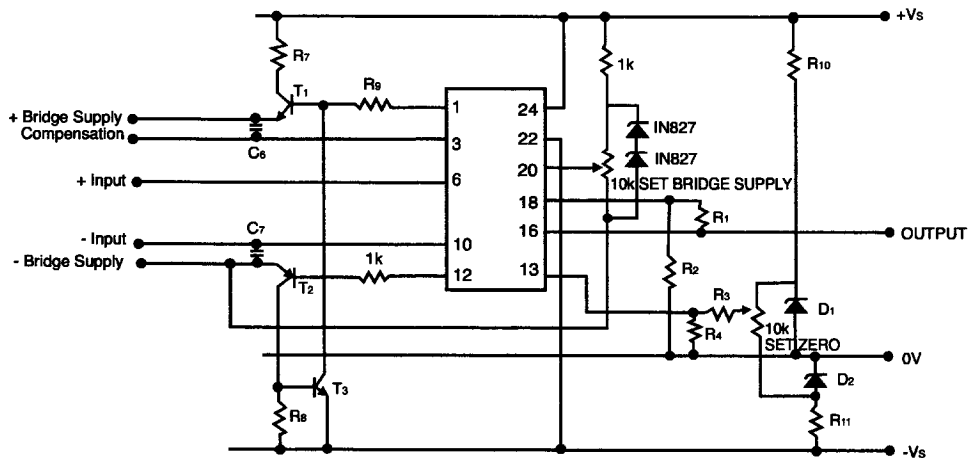 +Vs
R7
1k
R10
T1
R9
+ Bridge Supply
Compensation
C6
1
3
6
10
12
24
22
20
18
16
13
IN827
IN827
10k SET BRIDGE SUPPLY
+ Input
R1
- Input
C7
OUTPUT
- Bridge Supply
1k
T2
R2
R3
R4
10k
SET ZERO
D1
0V
T3
D2
R8
R11
-Vs